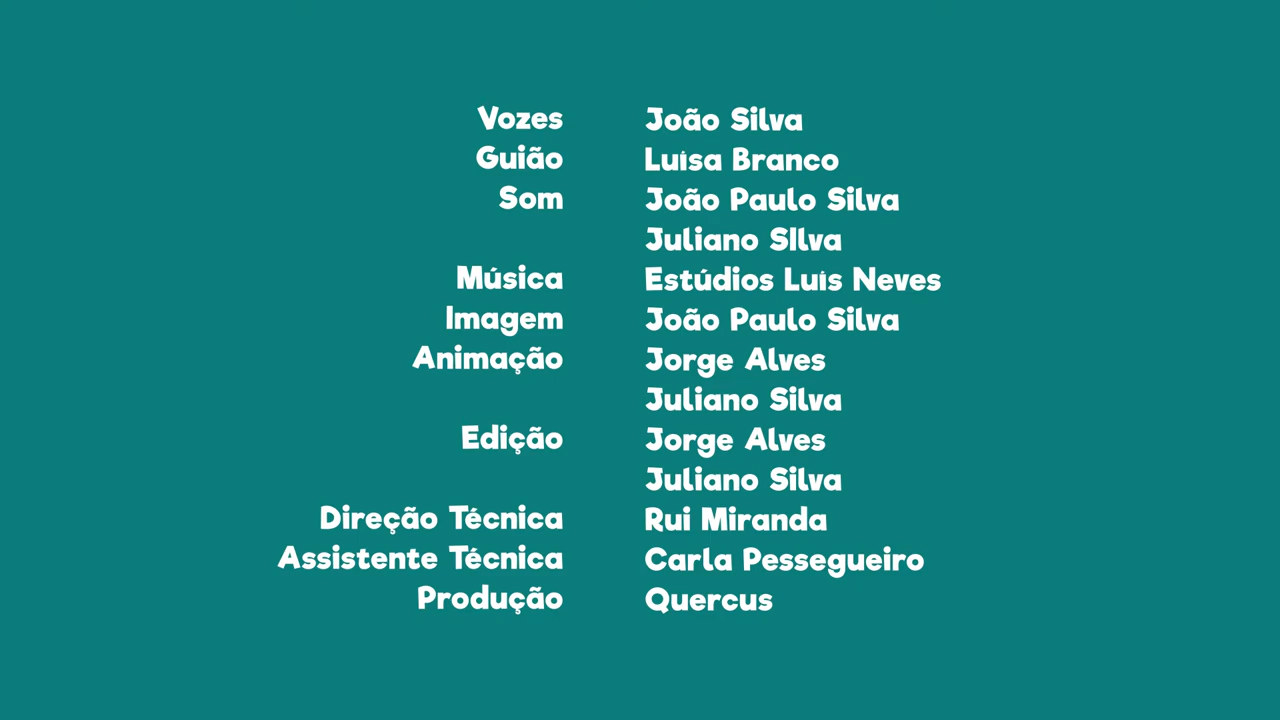 Vozes João Silva
Guião Luísa Branco
Som João Paulo Silva
Juliano SIlva
Música Estúdios Luís Neves
Imagem João Paulo Silva
Animação Jorge Alves
Juliano Silva
Edição Jorge Alves
Juliano Silva
Direção Técnica Rui Miranda
Assistente Técnica Carla Pessegueiro
Produção Quercus